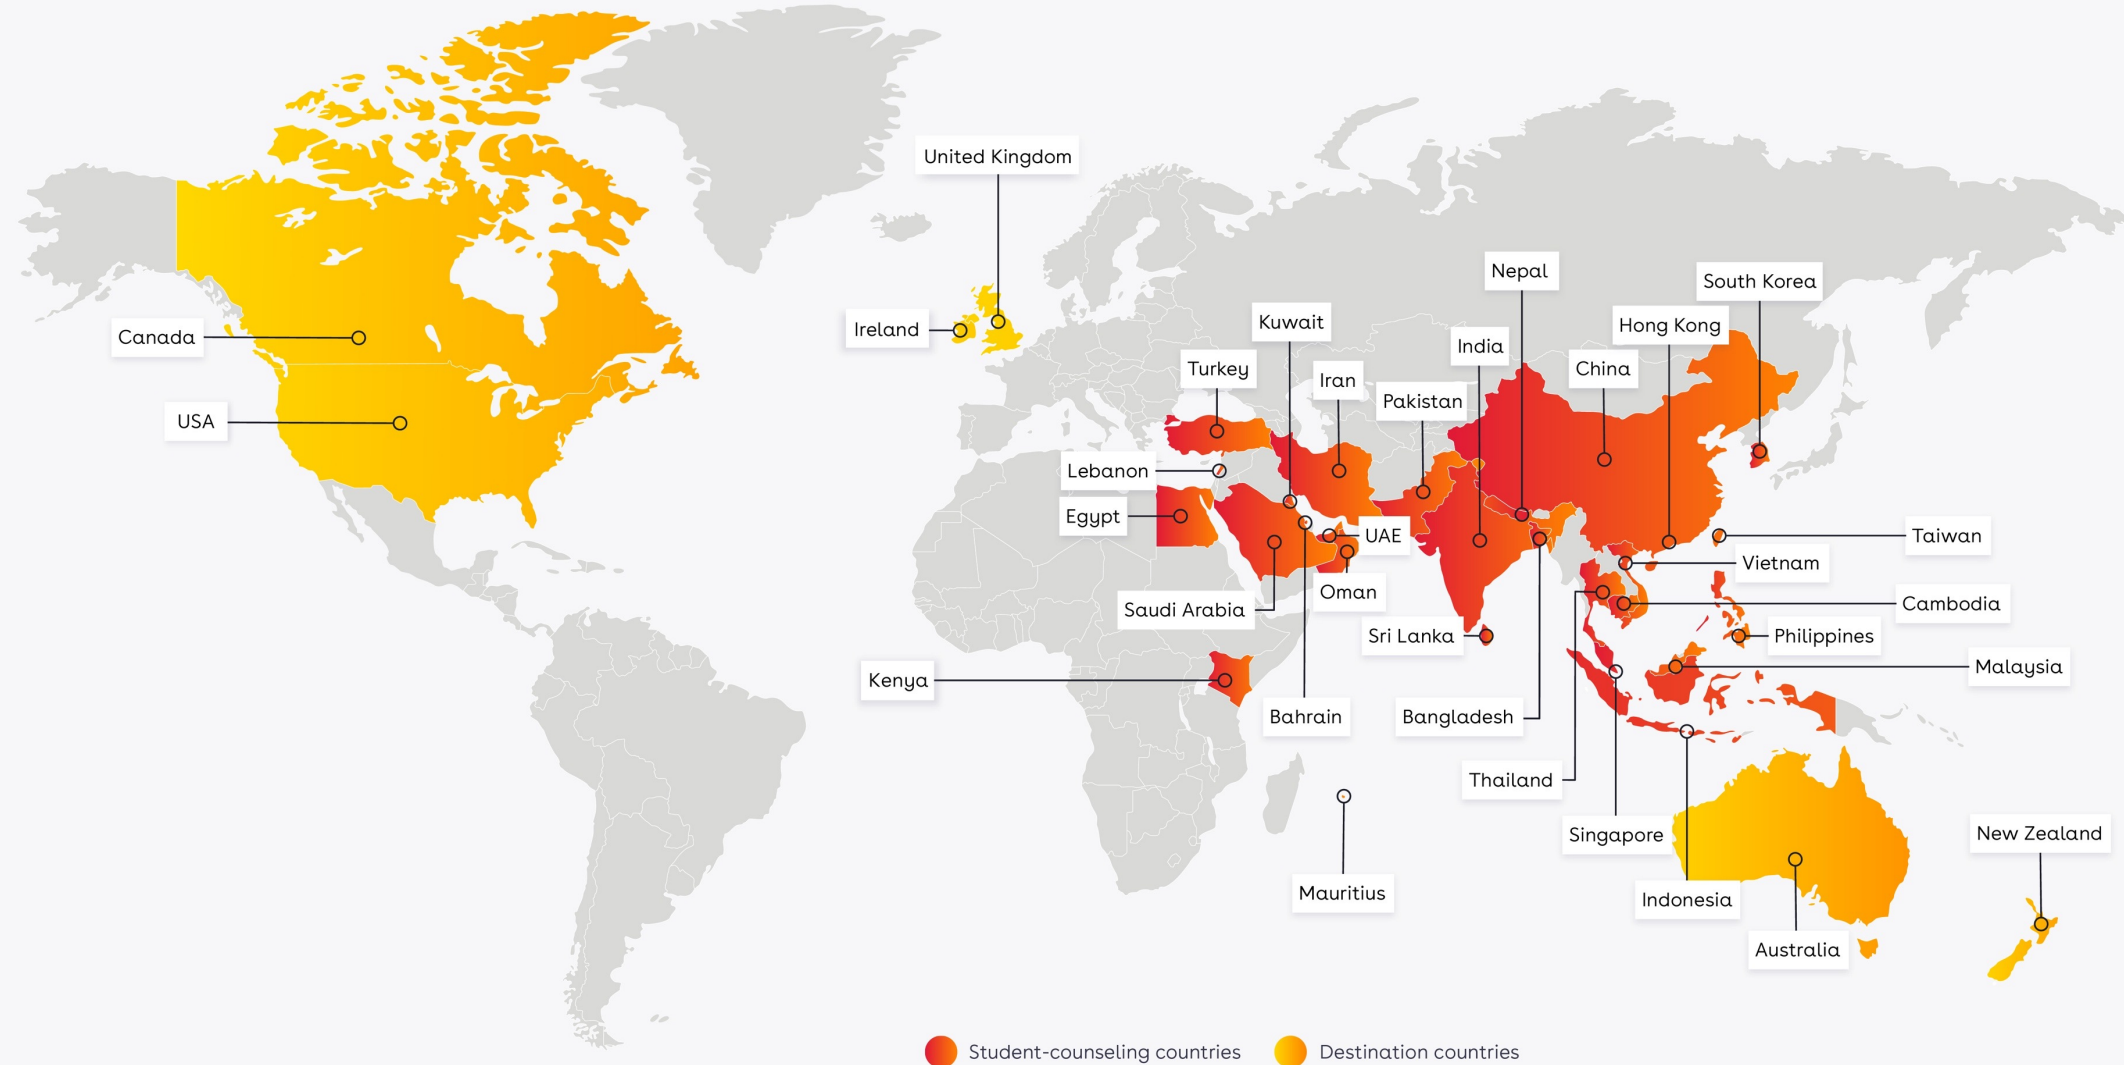 United Kingdom
Nepal
South Korea
Kuwait
Hong Kong
Ireland
Canada
India
Turkey
China
Iran
Pakistan
USA
Lebanon
Egypt
UAE
Taiwan
Vietnam
Oman
Saudi Arabia
Cambodia
Sri Lanka
Philippines
Malaysia
Kenya
Bahrain
Bangladesh
Thailand
Singapore
New Zealand
Mauritius
Indonesia
Australia
Student-counseling countries
Destination countries